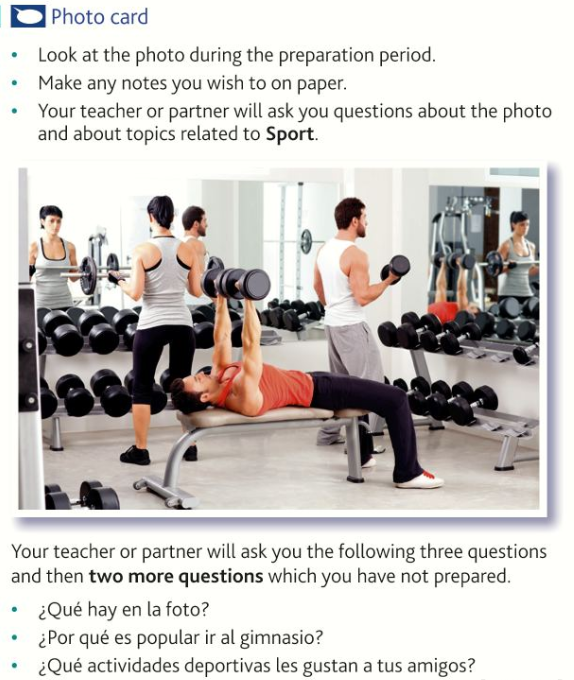 Photo card
• Look at the photo during the preparation period.
• Make any notes you wish to on paper.
• Your teacher or partner will ask you questions about the photo
and about topics related to Sport.
Your teacher or partner will ask you the following three questions
and then two more questions which you have not prepared.
• ¿Qué hay en la foto?
• ¿Por qué es popular ir al gimnasio?
• ¿Qué actividades deportivas les gustan a tus amigos?